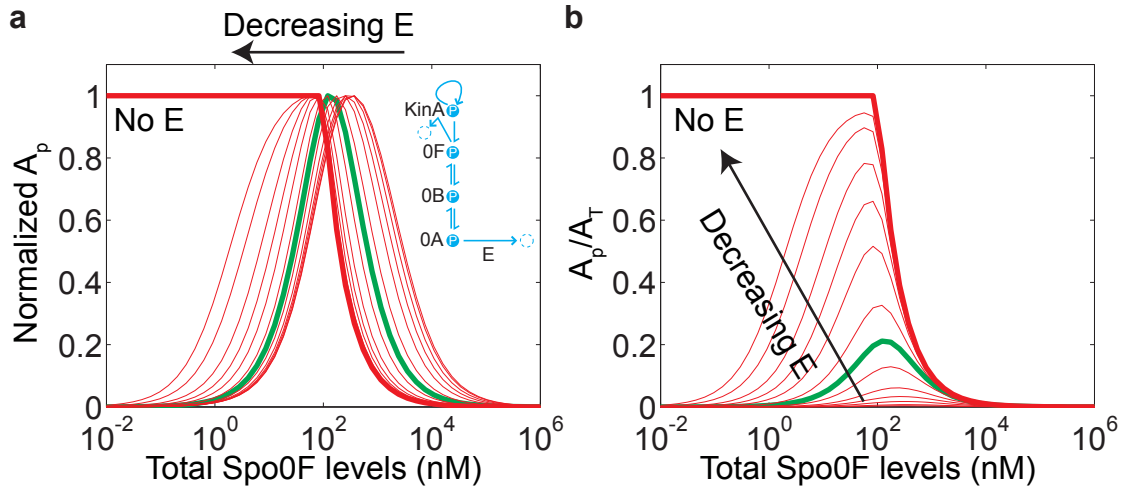 a
Decreasing E
Normalized A_p
1
0.8
0.6
0.4
0.2
0
No E
KinA P
0F P
0B P
0A P
E
10^-2 10^0 10^2 10^4 10^6
Total Spo0F levels (nM)
b
A_p/A_T
1
0.8
0.6
0.4
0.2
0
No E
Decreasing E
10^-2 10^0 10^2 10^4 10^6
Total Spo0F levels (nM)